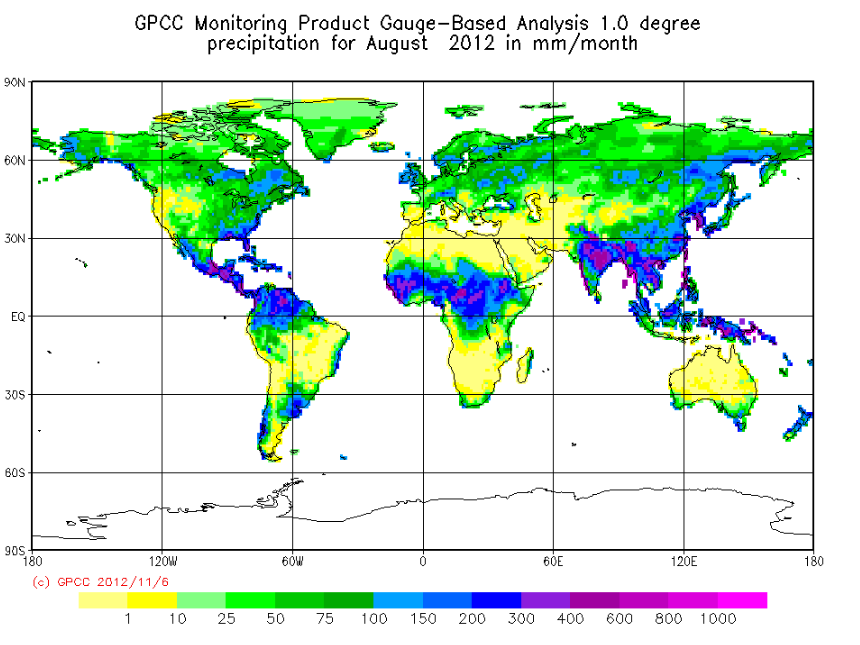 GPCC Monitoring Product Gauge-Based Analysis 1.0 degree
precipitation for August 2012 in mm/month
90N
60N
30N
EQ
30S
60S
90S
180 120W 60W 0 60E 120E 180
(c) GPCC 2012/11/6
1 10 25 50 75 100 150 200 300 400 600 800 1000